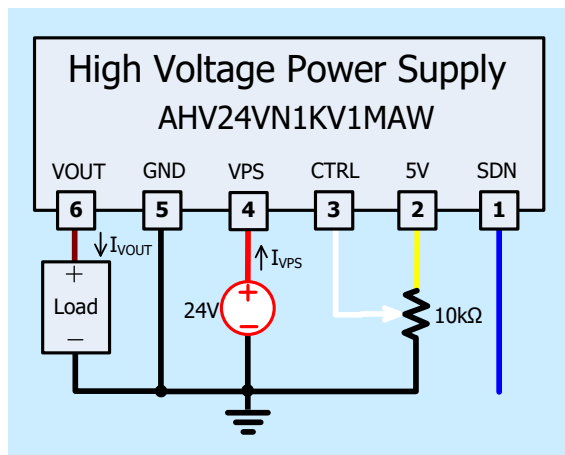 High Voltage Power Supply
AHV24VN1KV1MAW
VOUT GND VPS CTRL 5V SDN
6 5 4 3 2 1
IVOUT IVPS
+ +
Load 24V 10kΩ
− −